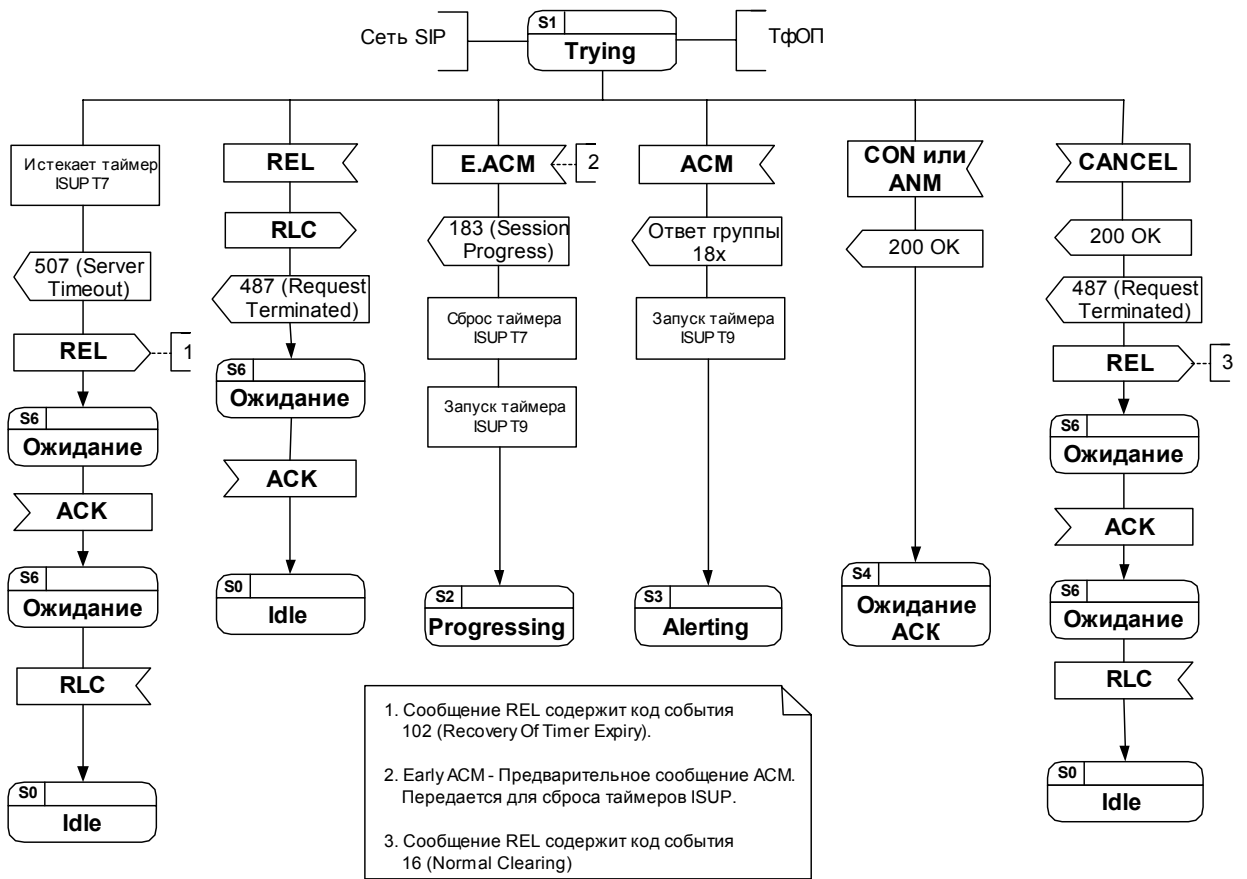 Сеть SIP
S1
Trying
ТфОП
Истекает таймер
ISUP T7
507 (Server
Timeout)
REL
1
S6
Ожидание
ACK
S6
Ожидание
RLC
S0
Idle
REL
RLC
487 (Request
Terminated)
S6
Ожидание
ACK
S0
Idle
E.ACM
2
183 (Session
Progress)
Сброс таймера
ISUP T7
Запуск таймера
ISUP T9
S2
Progressing
ACM
Ответ группы
18x
Запуск таймера
ISUP T9
S3
Alerting
CON или
ANM
200 OK
S4
Ожидание
АСК
CANCEL
200 OK
487 (Request
Terminated)
REL
3
S6
Ожидание
ACK
S6
Ожидание
RLC
S0
Idle
1. Сообщение REL содержит код события
102 (Recovery Of Timer Expiry).
2. Early ACM - Предварительное сообщение ACM.
Передается для сброса таймеров ISUP.
3. Сообщение REL содержит код события
16 (Normal Clearing)